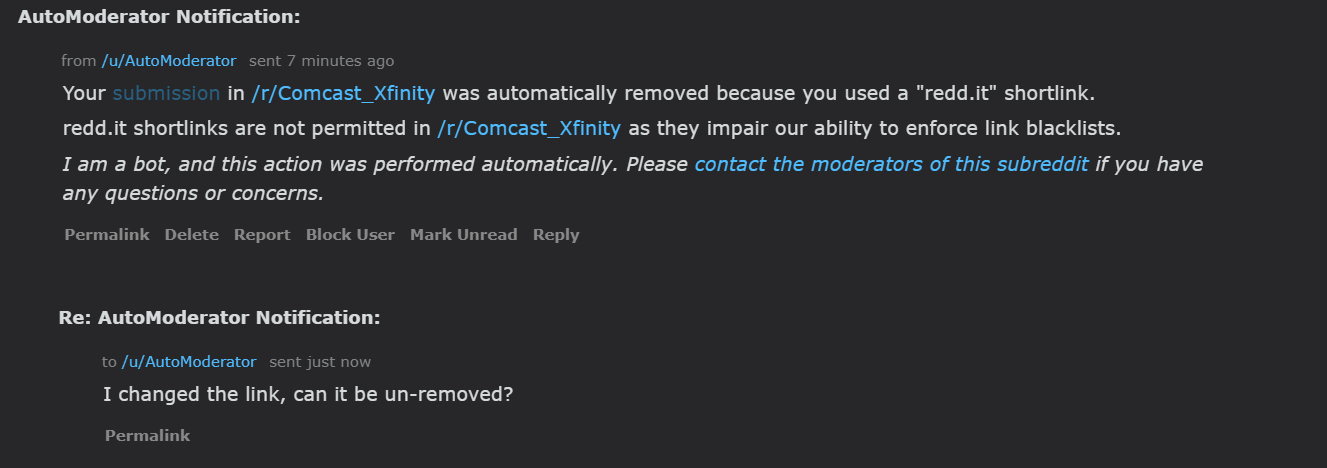 AutoModerator Notification:
from /u/AutoModerator sent 7 minutes ago
Your submission in /r/Comcast_Xfinity was automatically removed because you used a "redd.it" shortlink.
redd.it shortlinks are not permitted in /r/Comcast_Xfinity as they impair our ability to enforce link blacklists.
I am a bot, and this action was performed automatically. Please contact the moderators of this subreddit if you have
any questions or concerns.
Permalink Delete Report Block User Mark Unread Reply
Re: AutoModerator Notification:
to /u/AutoModerator sent just now
I changed the link, can it be un-removed?
Permalink